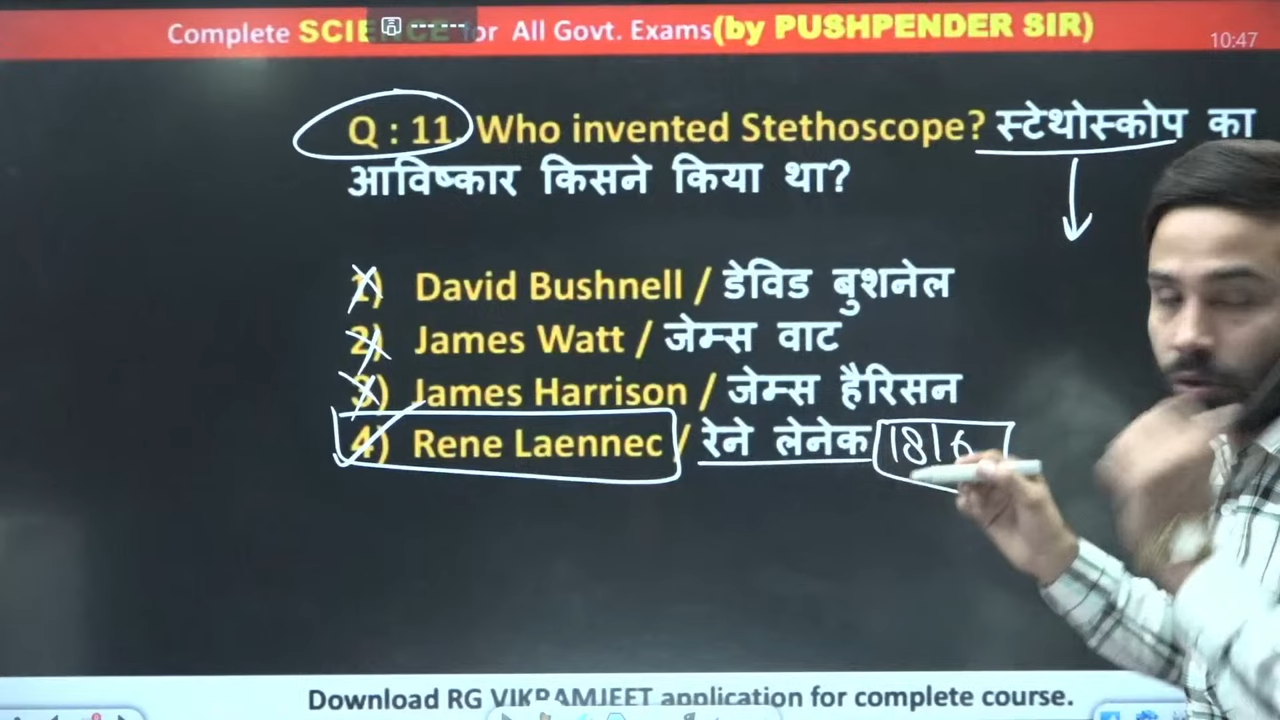 Complete SCIENCE for All Govt. Exams(by PUSHPENDER SIR)
10:47
Q : 11. Who invented Stethoscope? स्टेथोस्कोप का
आविष्कार किसने किया था?
1) David Bushnell / डेविड बुशनेल
2) James Watt / जेम्स वाट
3) James Harrison / जेम्स हैरिसन
4) Rene Laennec / रेने लेनेक 1816
Download RG VIKRAMJEET application for complete course.